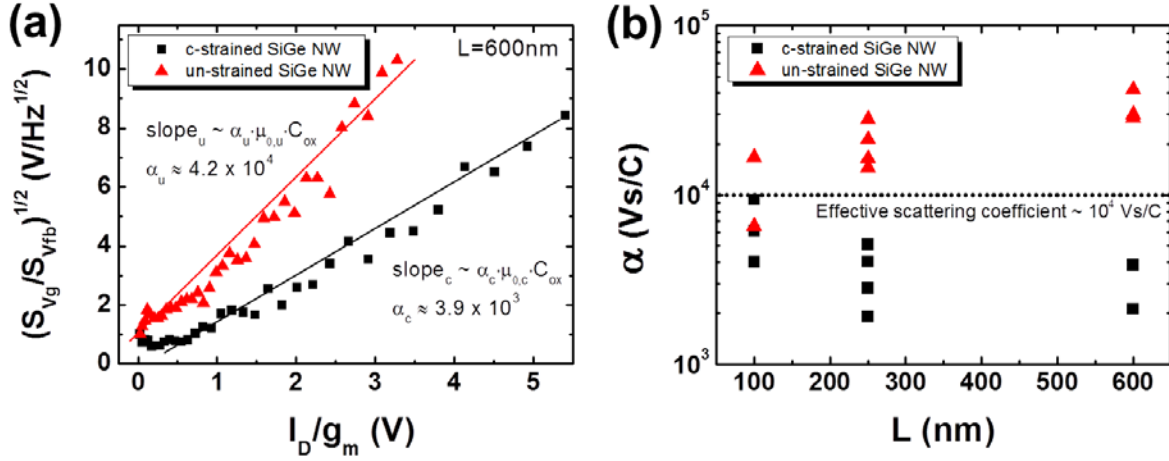 (a)
c-strained SiGe NW
un-strained SiGe NW
L=600nm
slope_u ~ α_u·μ_0,u·C_ox
α_u ≈ 4.2 x 10^4
slope_c ~ α_c·μ_0,c·C_ox
α_c ≈ 3.9 x 10^3
(S_Vg/S_Vfb)^1/2 (V/Hz^1/2)
10
8
6
4
2
0
0 1 2 3 4 5
I_D/g_m (V)
(b)
c-strained SiGe NW
un-strained SiGe NW
Effective scattering coefficient ~ 10^4 Vs/C
α (Vs/C)
10^5
10^4
10^3
100 200 300 400 500 600
L (nm)